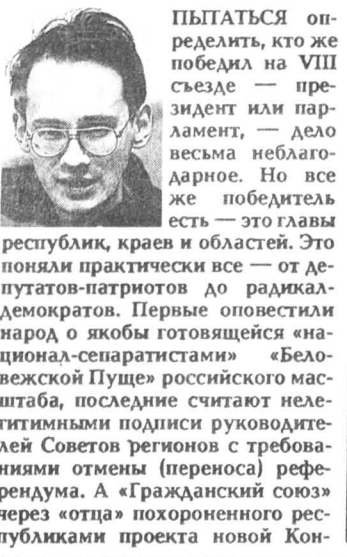 ПЫТАТЬСЯ оп-
ределить, кто же
победил на VIII
съезде — пре-
зидент или пар-
ламент, — дело
весьма неблаго-
дарное. Но все
же победитель
есть — это главы
республик, краев и областей. Это
поняли практически все — от де-
путатов-патриотов до радикал-
демократов. Первые оповестили
народ о якобы готовящейся «на-
ционал-сепаратистами» «Бело-
вежской Пуще» российского мас-
штаба, последние считают неле-
гитимными подписи руководите-
лей Советов регионов с требова-
ниями отмены (переноса) рефе-
рендума. А «Гражданский союз»
через «отца» похороненного рес-
публиками проекта новой Кон-